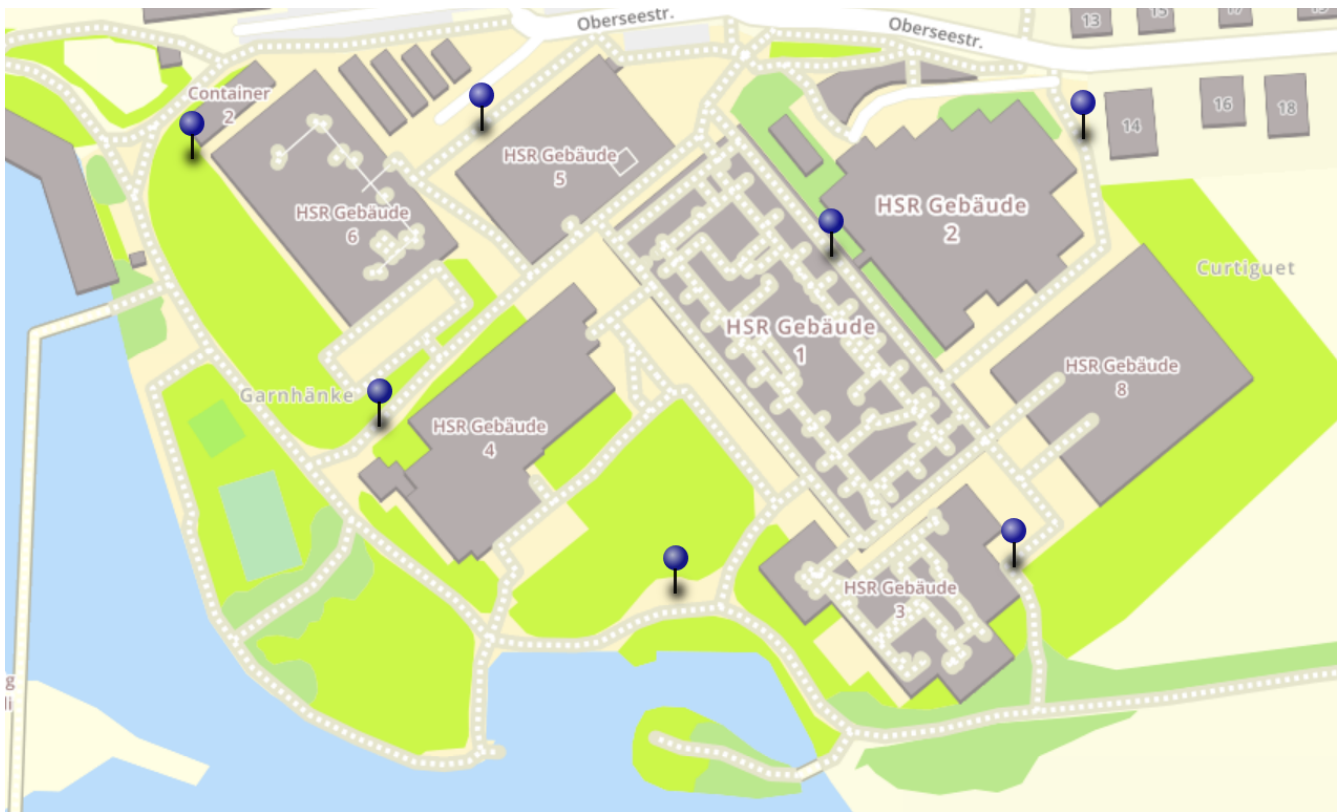 Oberseestr.
Oberseestr.
13
15
Container
2
16
18
14
HSR Gebäude
5
HSR Gebäude
6
HSR Gebäude
2
Curtiguet
HSR Gebäude
1
HSR Gebäude
8
Garnhänke
HSR Gebäude
4
HSR Gebäude
3